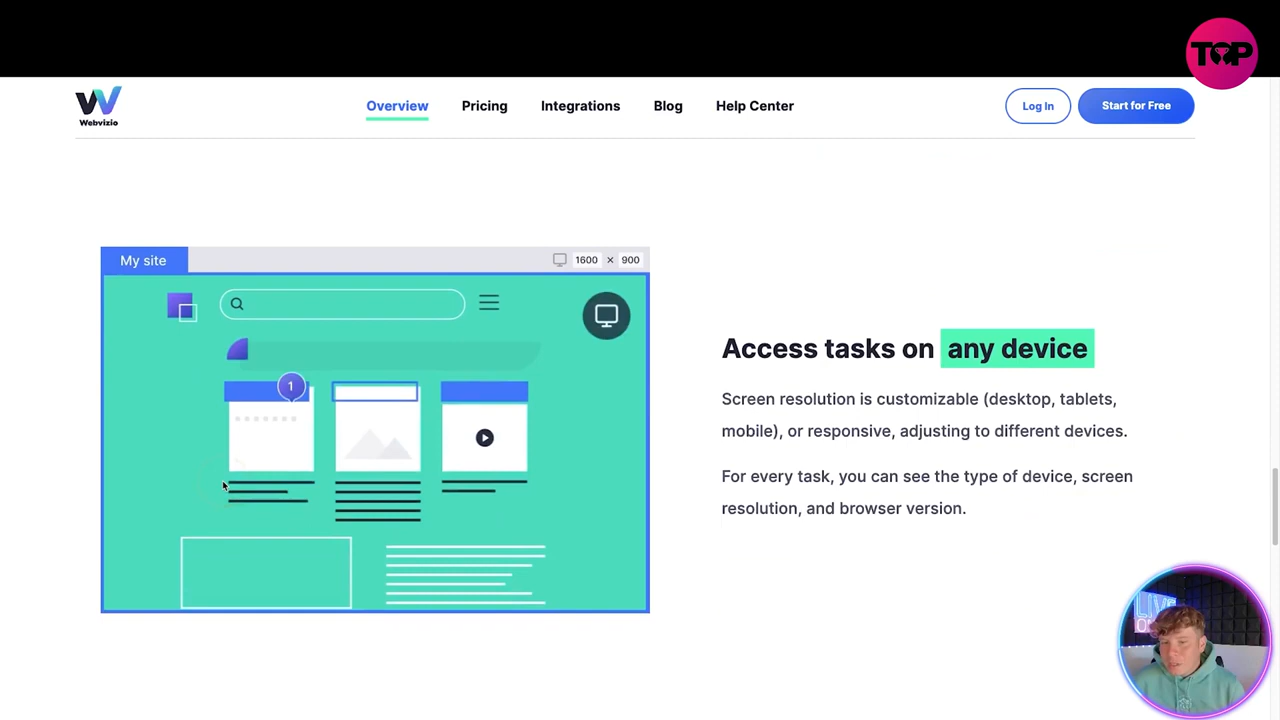 TOP
Webvizio
Overview
Pricing
Integrations
Blog
Help Center
Log In
Start for Free
My site
1600 × 900
1
Access tasks on any device
Screen resolution is customizable (desktop, tablets,
mobile), or responsive, adjusting to different devices.
For every task, you can see the type of device, screen
resolution, and browser version.
LIVE